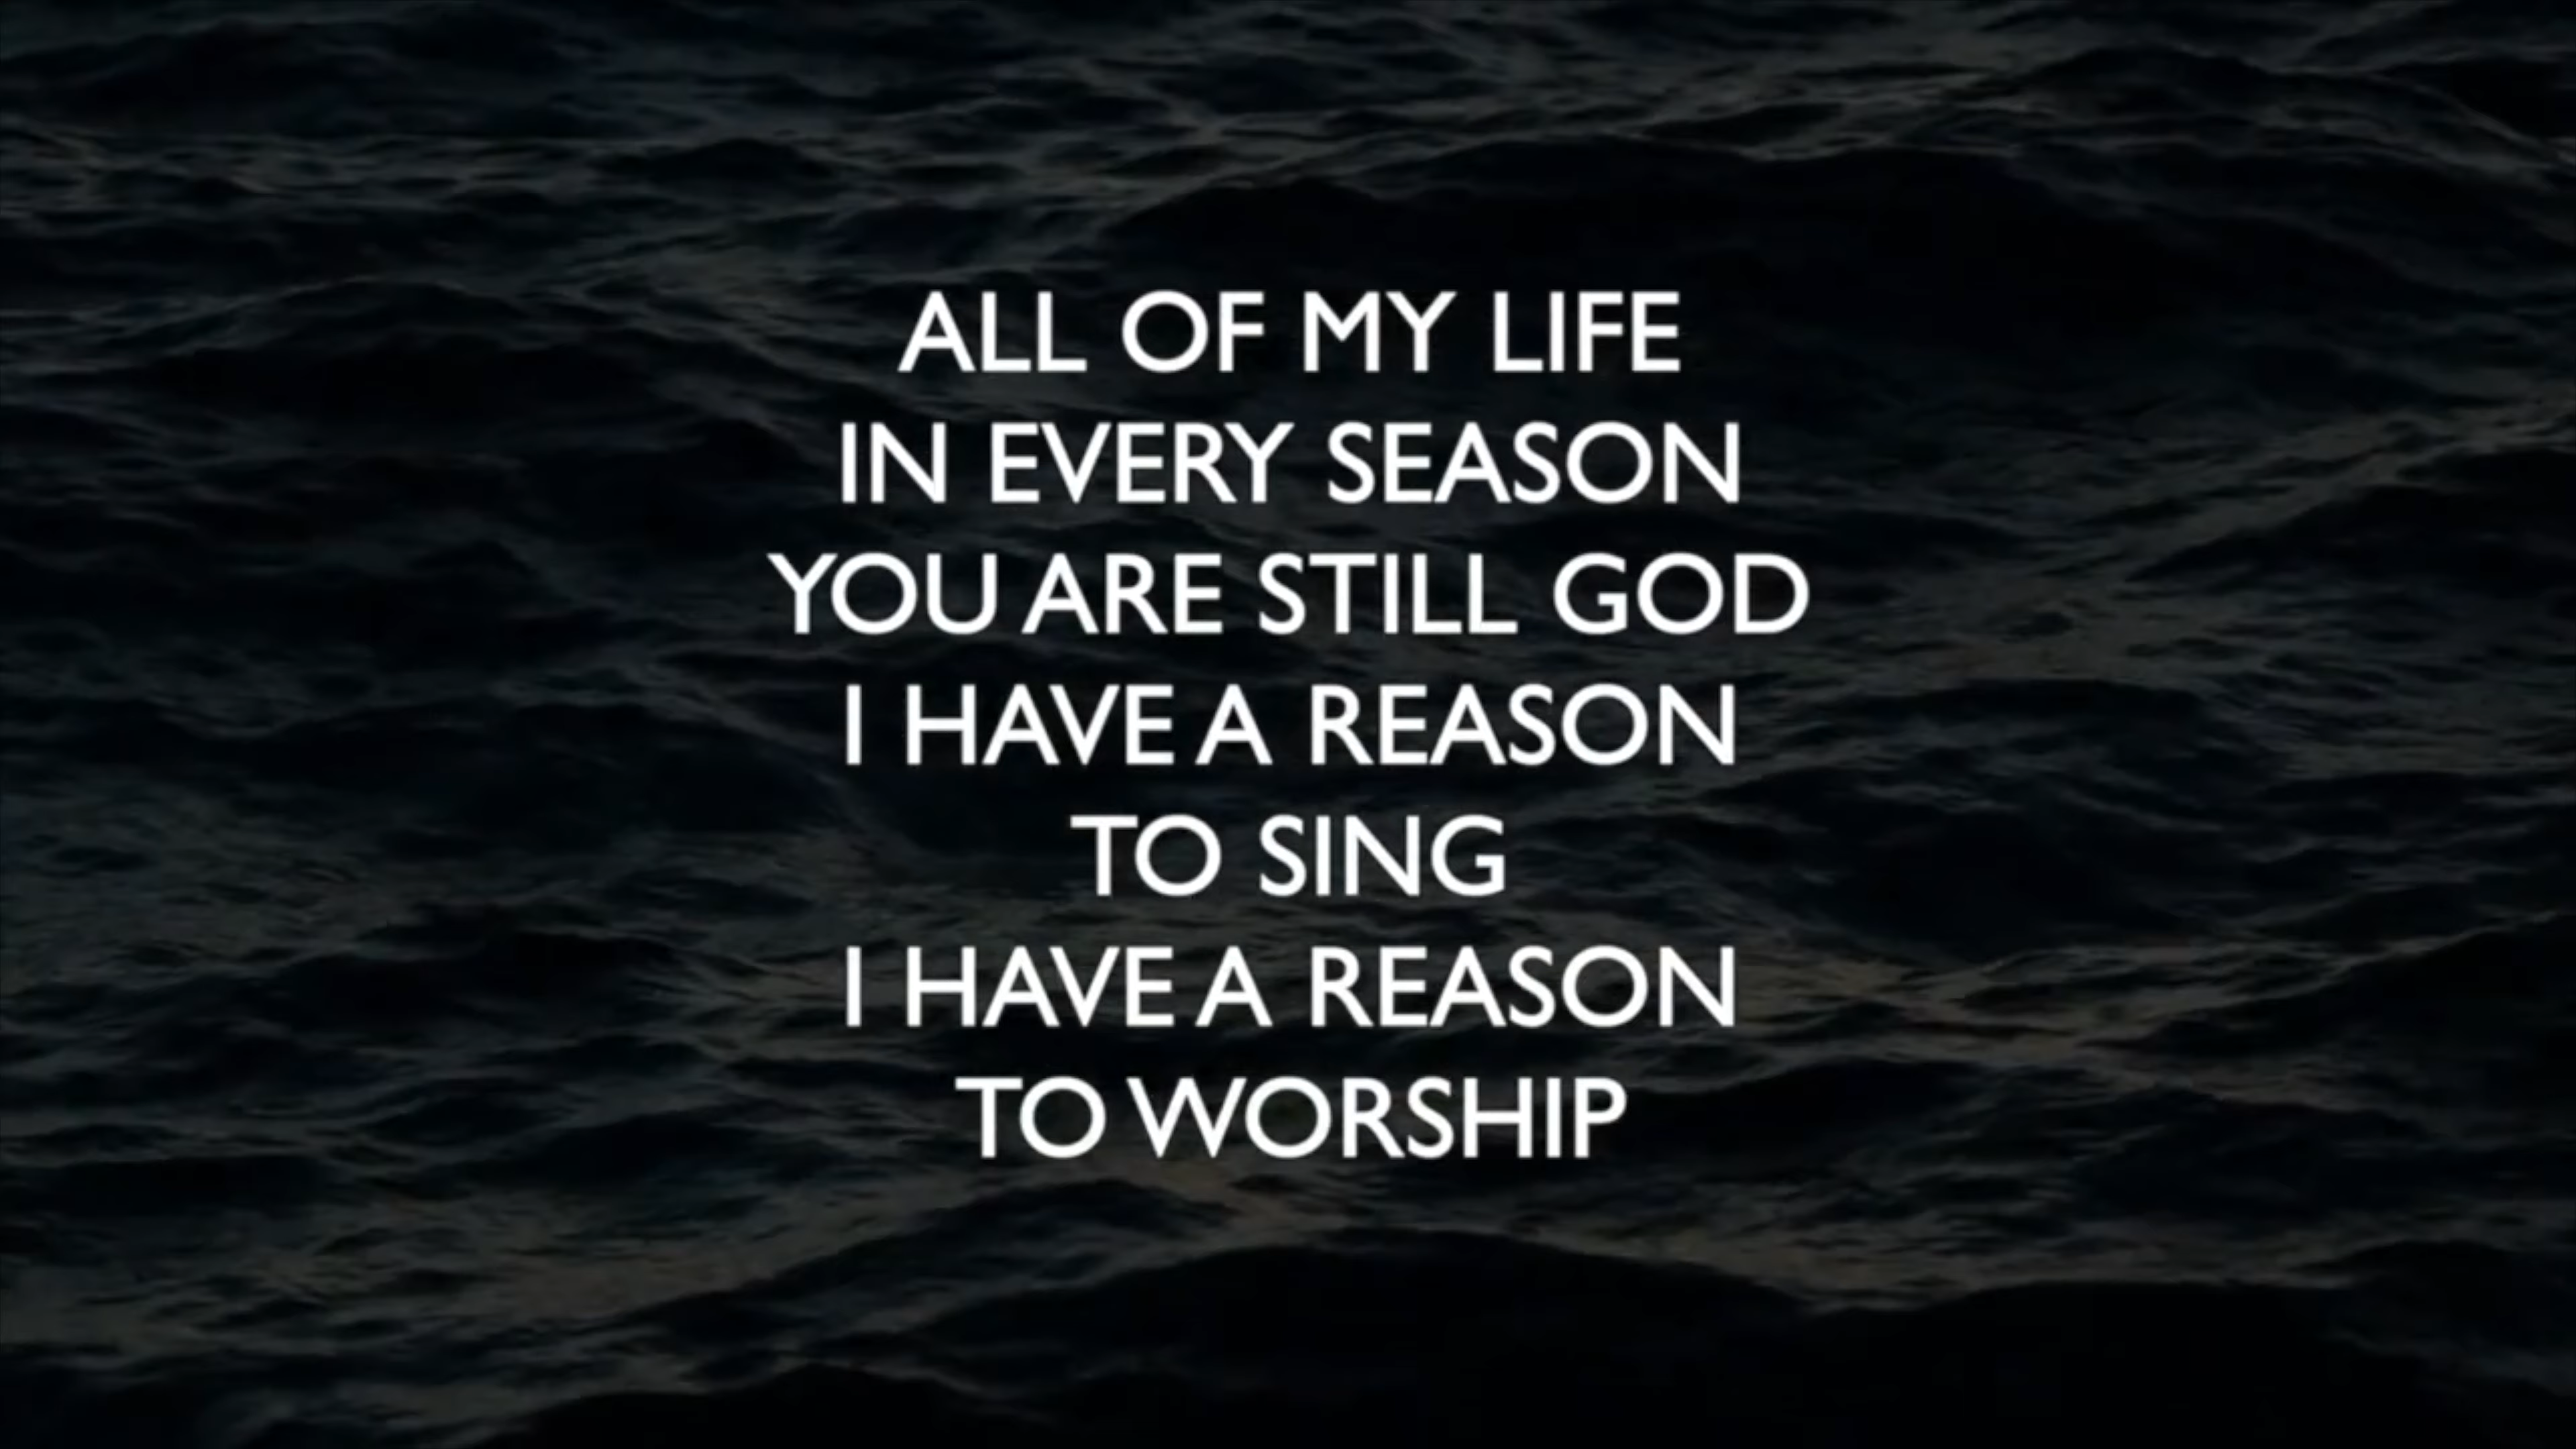 ALL OF MY LIFE
IN EVERY SEASON
YOU ARE STILL GOD
I HAVE A REASON
TO SING
I HAVE A REASON
TO WORSHIP